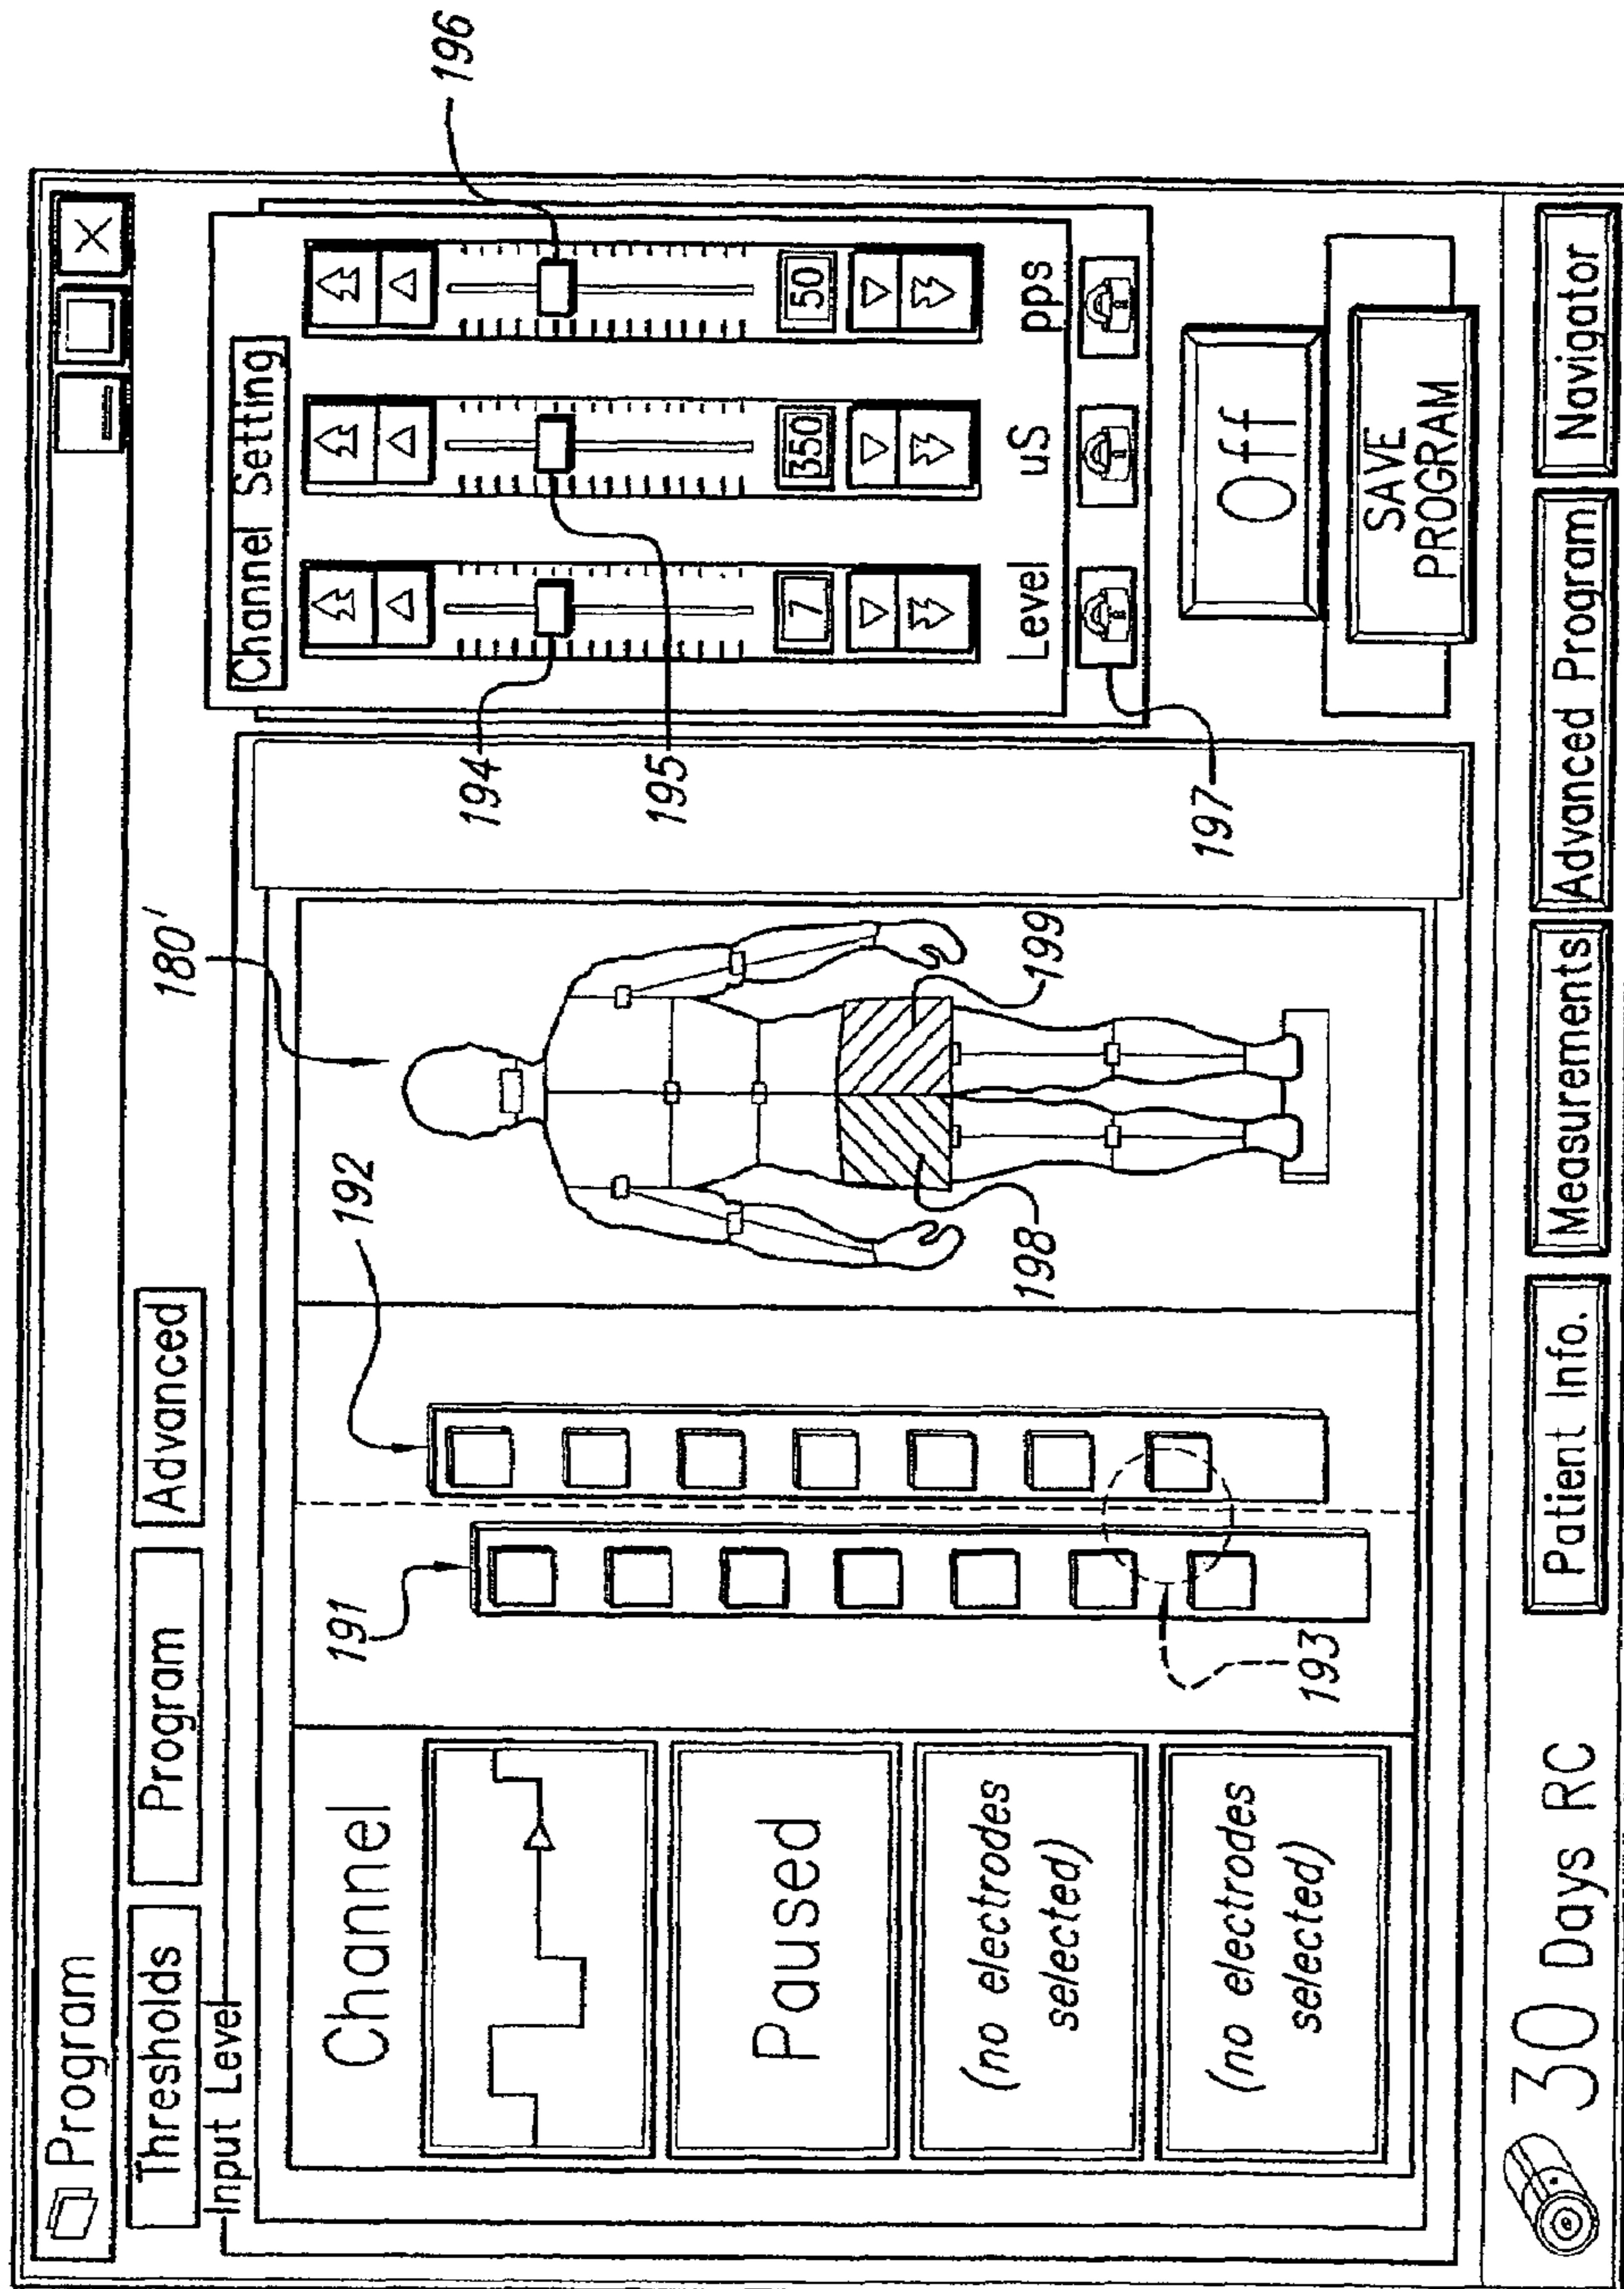 Program
X
Thresholds
Program
Advanced
Input Level
180'
Channel
Paused
(no electrodes
selected)
(no electrodes
selected)
191
192
193
198
199
Channel Setting
194
195
196
7
350
50
Level
uS
pps
197
Off
SAVE
PROGRAM
30 Days RC
Patient Info.
Measurements
Advanced Program
Navigator